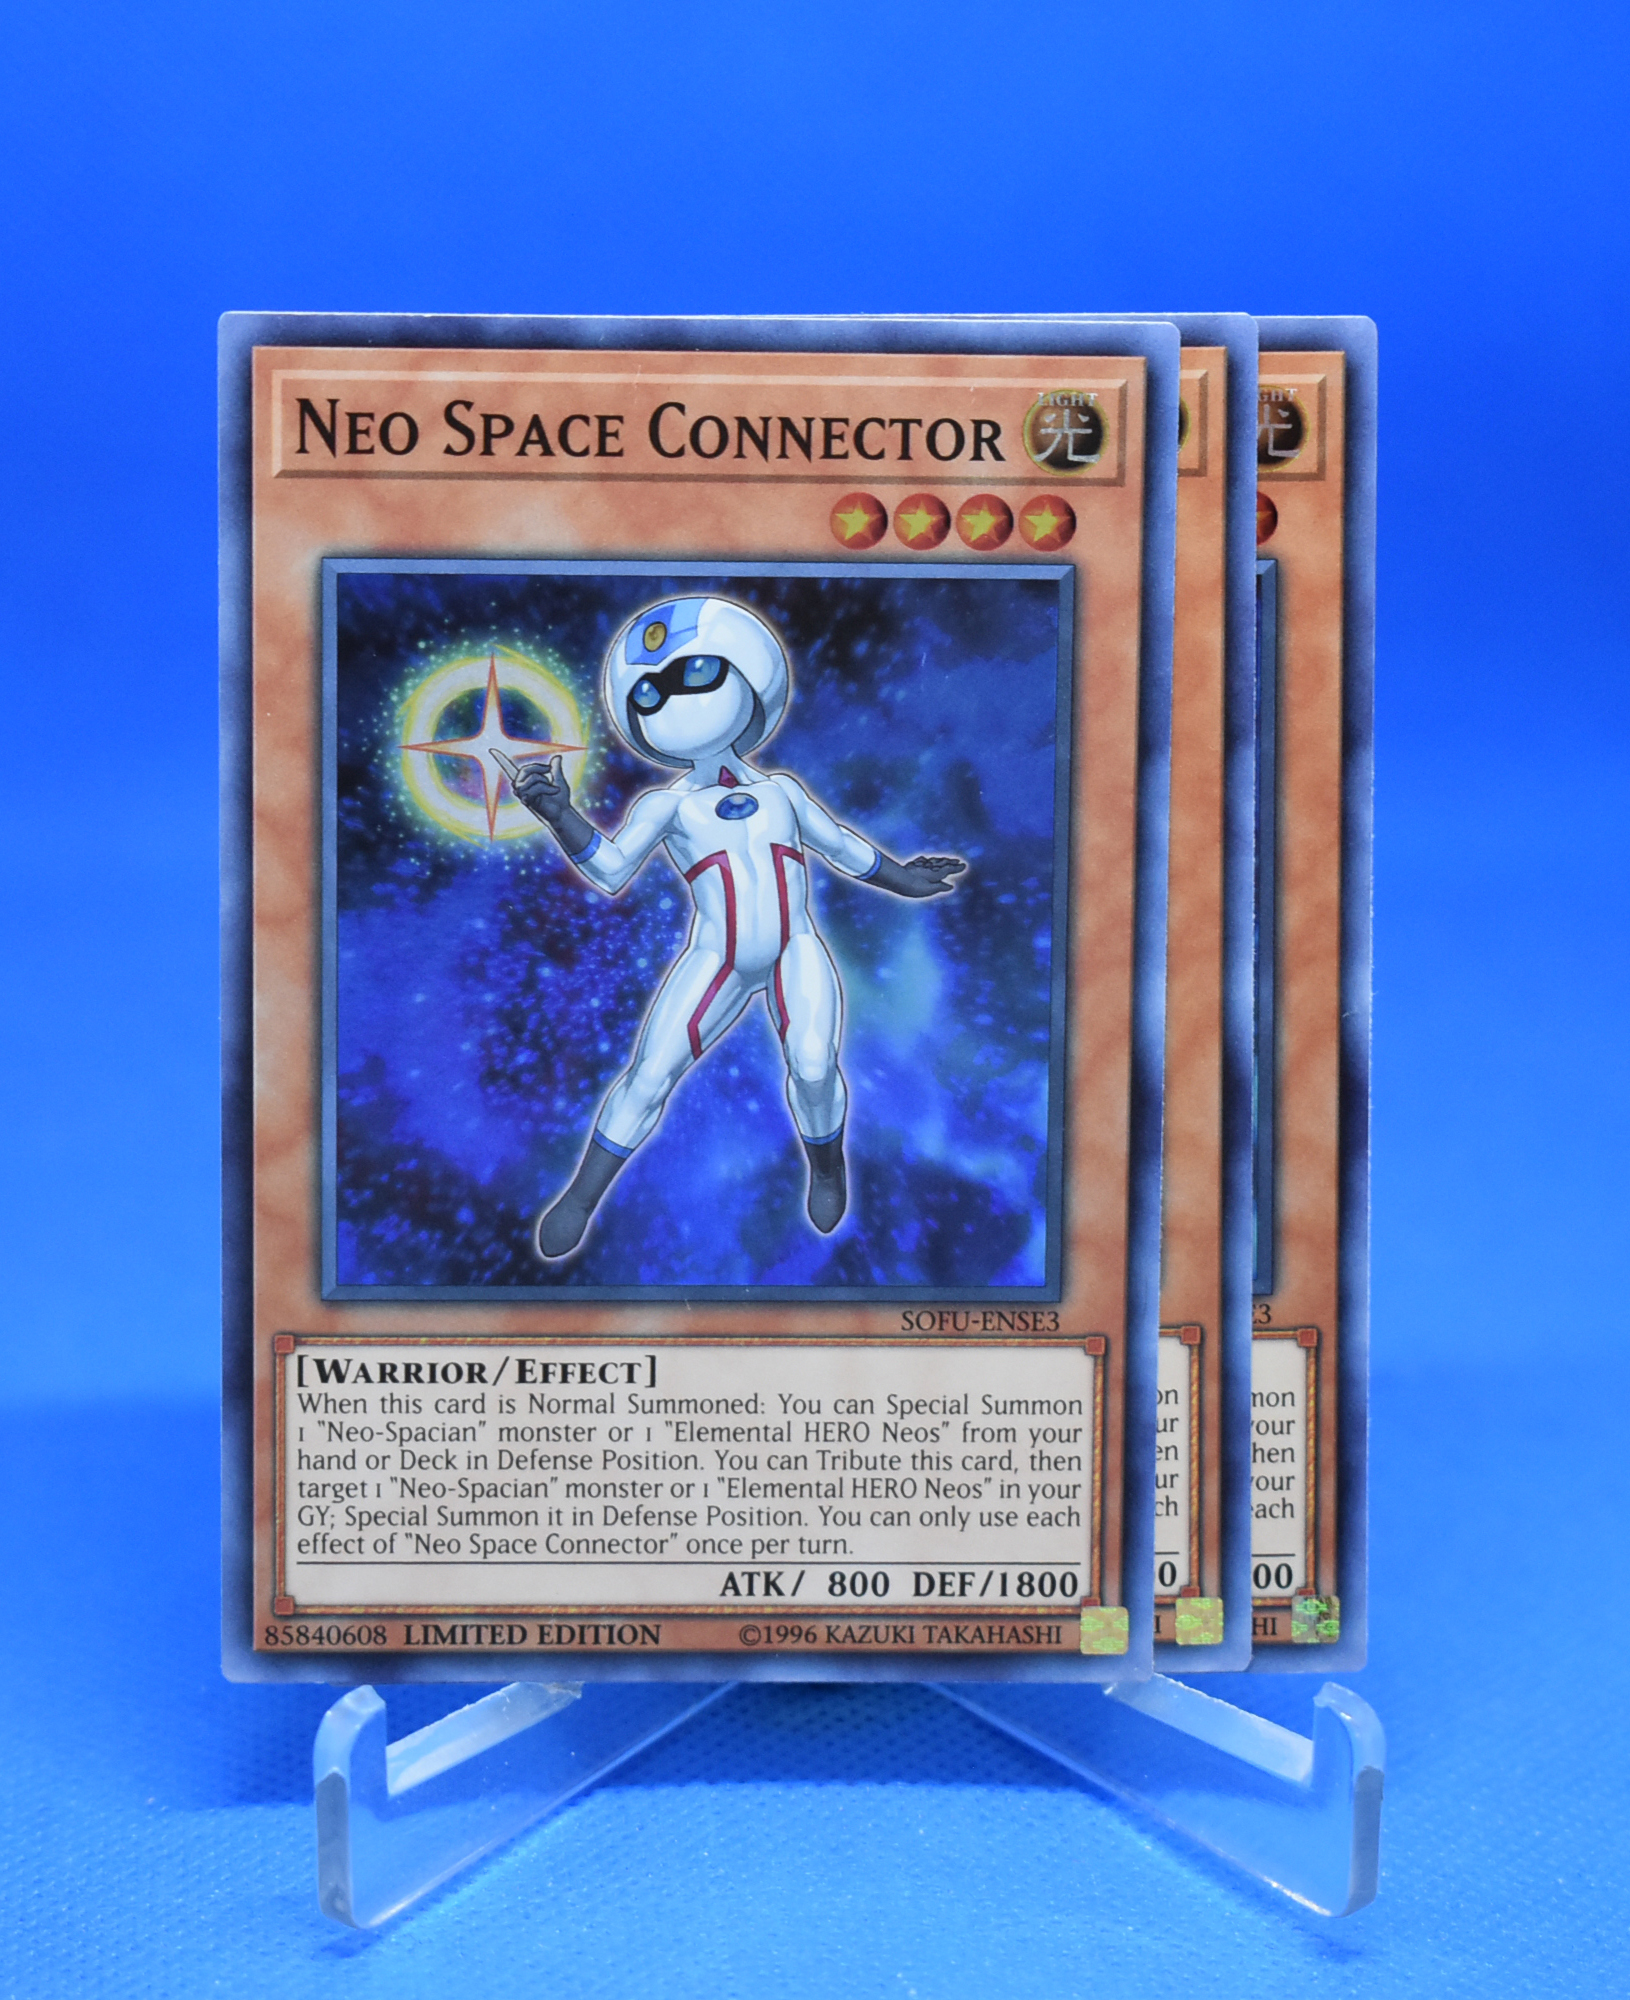 NEO SPACE CONNECTOR
LIGHT
光
SOFU-ENSE3
[WARRIOR/EFFECT]
When this card is Normal Summoned: You can Special Summon
1 "Neo-Spacian" monster or 1 "Elemental HERO Neos" from your
hand or Deck in Defense Position. You can Tribute this card, then
target 1 "Neo-Spacian" monster or 1 "Elemental HERO Neos" in your
GY; Special Summon it in Defense Position. You can only use each
effect of "Neo Space Connector" once per turn.
ATK/ 800 DEF/1800
85840608 LIMITED EDITION ©1996 KAZUKI TAKAHASHI